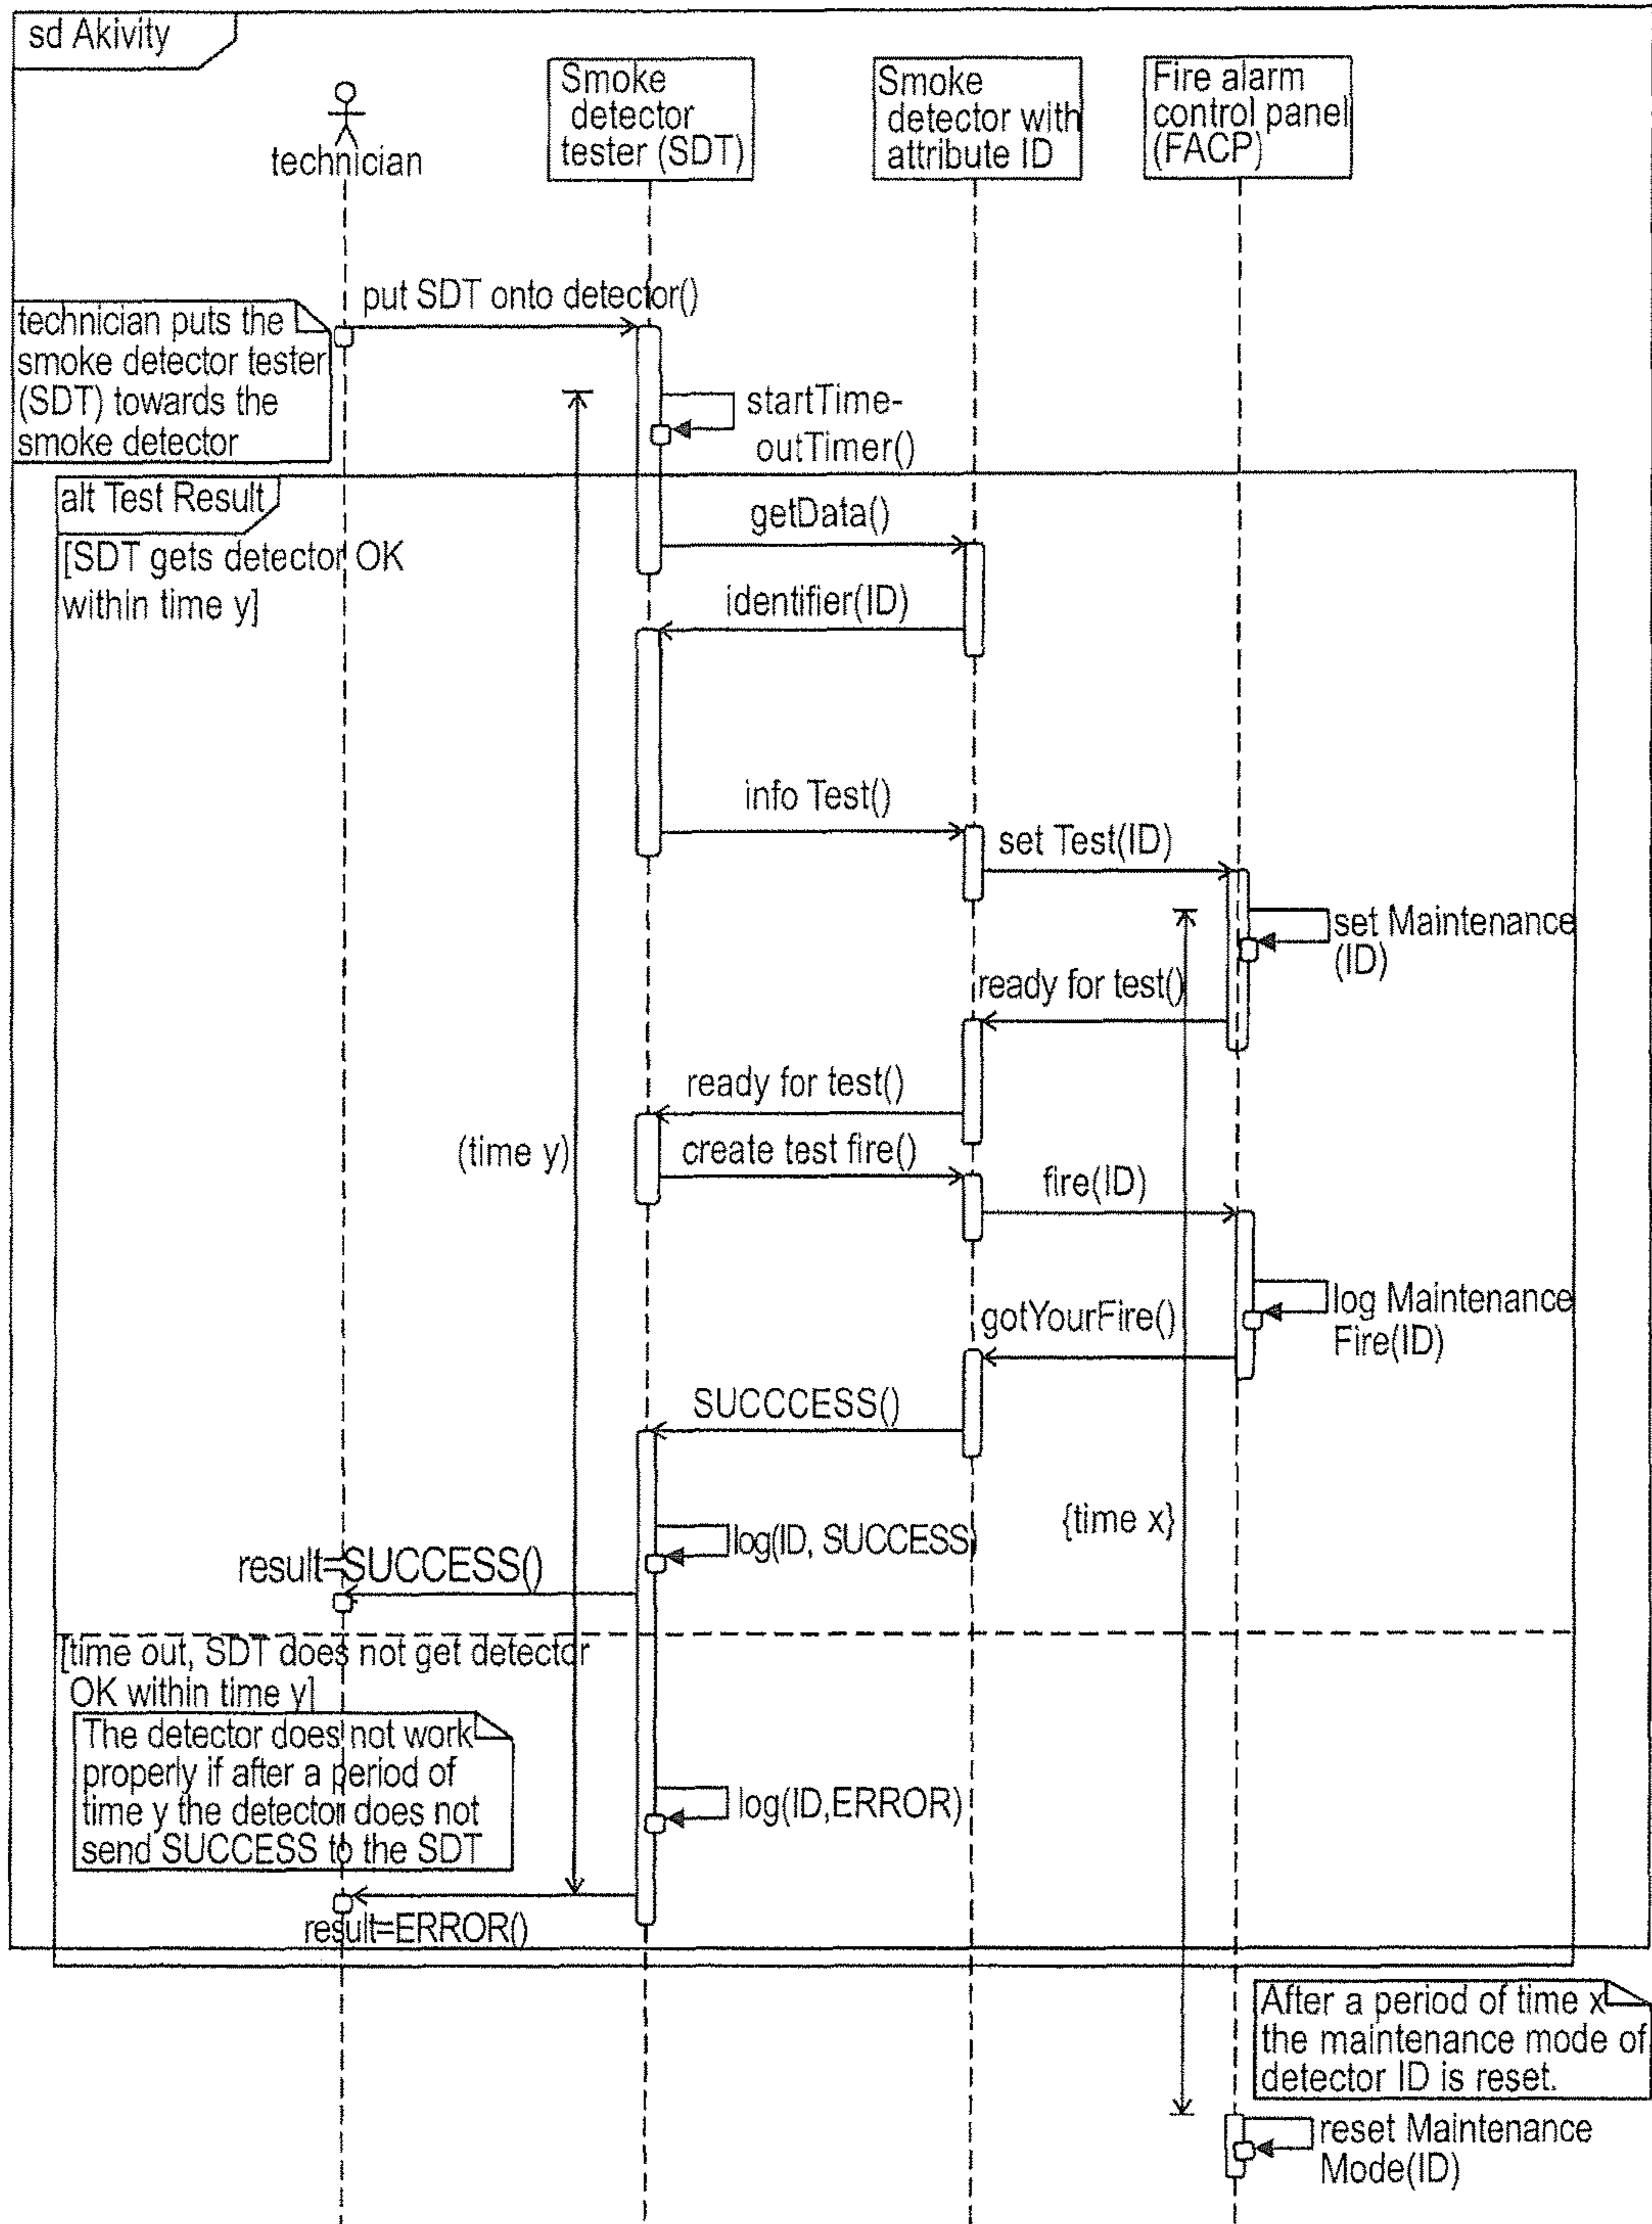 sd Akivity
technician
Smoke
detector
tester (SDT)
Smoke
detector with
attribute ID
Fire alarm
control panel
(FACP)
put SDT onto detector()
technician puts the
smoke detector tester
(SDT) towards the
smoke detector
startTime-
outTimer()
alt Test Result
[SDT gets detector OK
within time y]
getData()
identifier(ID)
info Test()
set Test(ID)
set Maintenance
(ID)
ready for test()
ready for test()
(time y)
create test fire()
fire(ID)
log Maintenance
Fire(ID)
gotYourFire()
SUCCCESS()
{time x}
log(ID, SUCCESS)
result=SUCCESS()
[time out, SDT does not get detector
OK within time y]
The detector does not work
properly if after a period of
time y the detector does not
send SUCCESS to the SDT
log(ID,ERROR)
result=ERROR()
After a period of time x
the maintenance mode of
detector ID is reset.
reset Maintenance
Mode(ID)